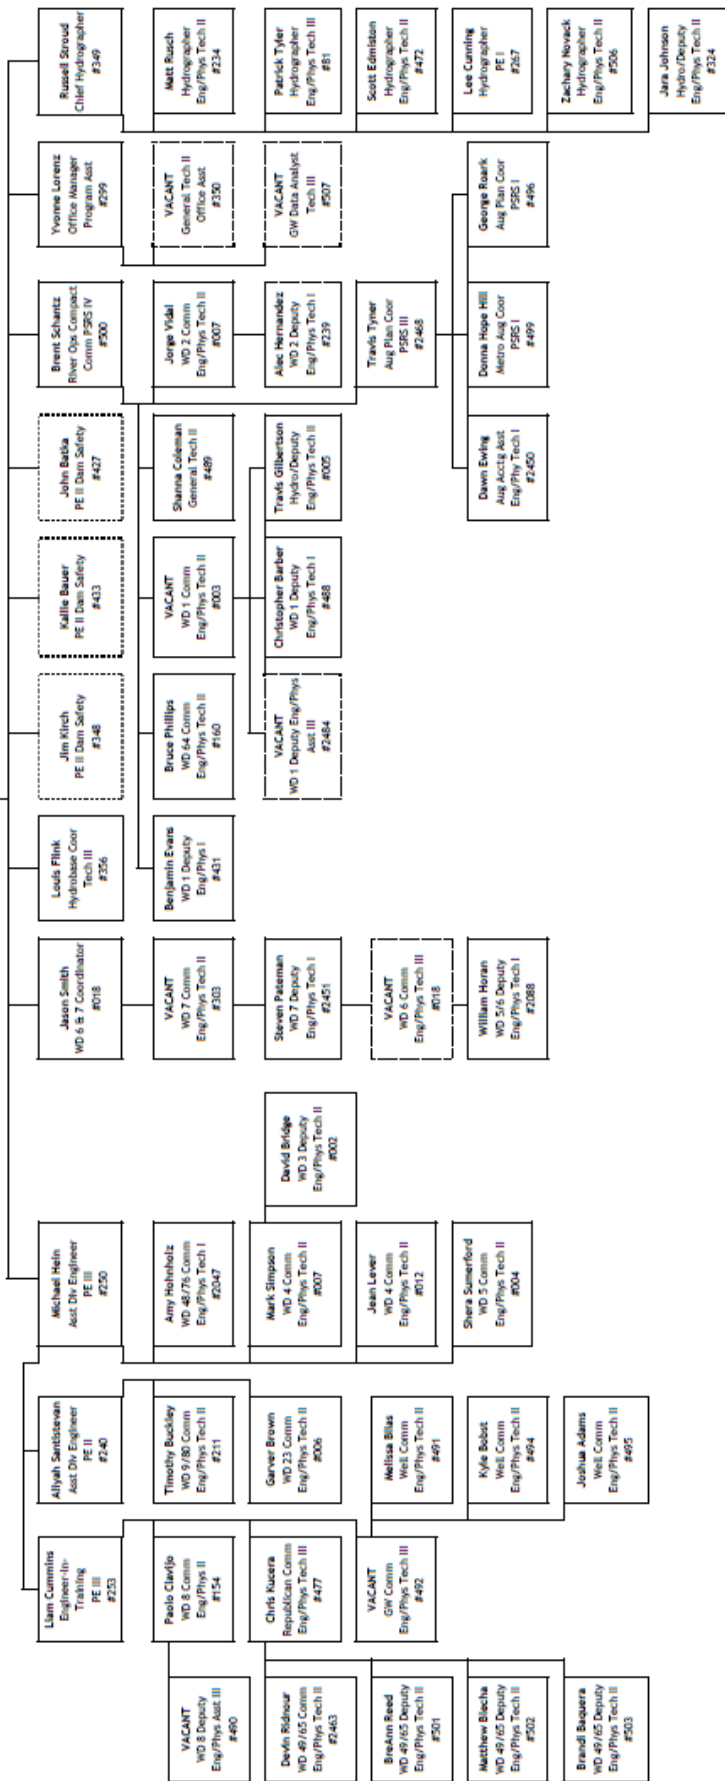 Russell Stroud
Chief Hydrographer
#349
Matt Rusch
Hydrographer
Eng/Phys Tech II
#234
Patrick Tyler
Hydrographer
Eng/Phys Tech III
#81
Scott Edmiston
Hydrographer
Eng/Phys Tech II
#472
Lee Cunning
Hydrographer
PE I
#267
Zachary Novack
Hydrographer
Eng/Phys Tech II
#506
Jara Johnson
Hydro/Deputy
Eng/Phys Tech II
#324
Yvonne Lorenz
Office Manager
Program Asst
#299
VACANT
General Tech II
Office Asst
#350
VACANT
GW Data Analyst
Tech III
#507
George Roark
Aug Plan Coor
PSRS I
#496
Brent Schantz
River Ops Compact
Comm PSRS IV
#500
Jorge Vidal
WD 2 Comm
Eng/Phys Tech II
#007
Alec Hernandez
WD 2 Deputy
Eng/Phys Tech I
#239
Travis Tyner
Aug Plan Coor
PSRS III
#2468
Donna Hope Hill
Metro Aug Coor
PSRS I
#499
John Batka
PE II Dam Safety
#427
Shanna Coleman
General Tech II
#489
Travis Gilbertson
Hydro/Deputy
Eng/Phys Tech II
#005
Dawn Ewing
Aug Acctg Asst
Eng/Phy Tech I
#2450
Kallie Bauer
PE II Dam Safety
#433
VACANT
WD 1 Comm
Eng/Phys Tech II
#003
Christopher Barber
WD 1 Deputy
Eng/Phys Tech I
#488
Jim Kirch
PE II Dam Safety
#348
Bruce Phillips
WD 64 Comm
Eng/Phys Tech II
#160
VACANT
WD 1 Deputy Eng/Phys
Asst III
#2484
Louis Flink
Hydrobase Coor
Tech III
#356
Benjamin Evans
WD 1 Deputy
Eng/Phys I
#431
Jason Smith
WD 6 & 7 Coordinator
#018
VACANT
WD 7 Comm
Eng/Phys Tech II
#303
Steven Pateman
WD 7 Deputy
Eng/Phys Tech I
#2451
VACANT
WD 6 Comm
Eng/Phys Tech III
#018
William Horan
WD 5/6 Deputy
Eng/Phys Tech I
#2088
David Bridge
WD 3 Deputy
Eng/Phys Tech II
#002
Michael Hein
Asst Div Engineer
PE III
#250
Amy Hohnholz
WD 48/76 Comm
Eng/Phys Tech I
#2047
Mark Simpson
WD 4 Comm
Eng/Phys Tech II
#007
Jean Lever
WD 4 Comm
Eng/Phys Tech II
#012
Shera Sumerford
WD 5 Comm
Eng/Phys Tech II
#004
Aliyah Santistevan
Asst Div Engineer
PE II
#240
Timothy Buckley
WD 9/80 Comm
Eng/Phys Tech II
#211
Garver Brown
WD 23 Comm
Eng/Phys Tech II
#006
Melissa Blias
Well Comm
Eng/Phys Tech II
#491
Kyle Bobst
Well Comm
Eng/Phys Tech II
#494
Joshua Adams
Well Comm
Eng/Phys Tech II
#495
Liam Cummins
Engineer-In-
Training
PE III
#253
Paolo Clavijo
WD 8 Comm
Eng/Phys II
#154
Chris Kucera
Republican Comm
Eng/Phys Tech III
#477
VACANT
GW Comm
Eng/Phys Tech III
#492
VACANT
WD 8 Deputy
Eng/Phys Asst III
#490
Devin Ridnour
WD 49/65 Comm
Eng/Phys Tech II
#2463
BreAnn Reed
WD 49/65 Deputy
Eng/Phys Tech II
#501
Matthew Blecha
WD 49/65 Deputy
Eng/Phys Tech II
#502
Brandi Baquera
WD 49/65 Deputy
Eng/Phys Tech II
#503